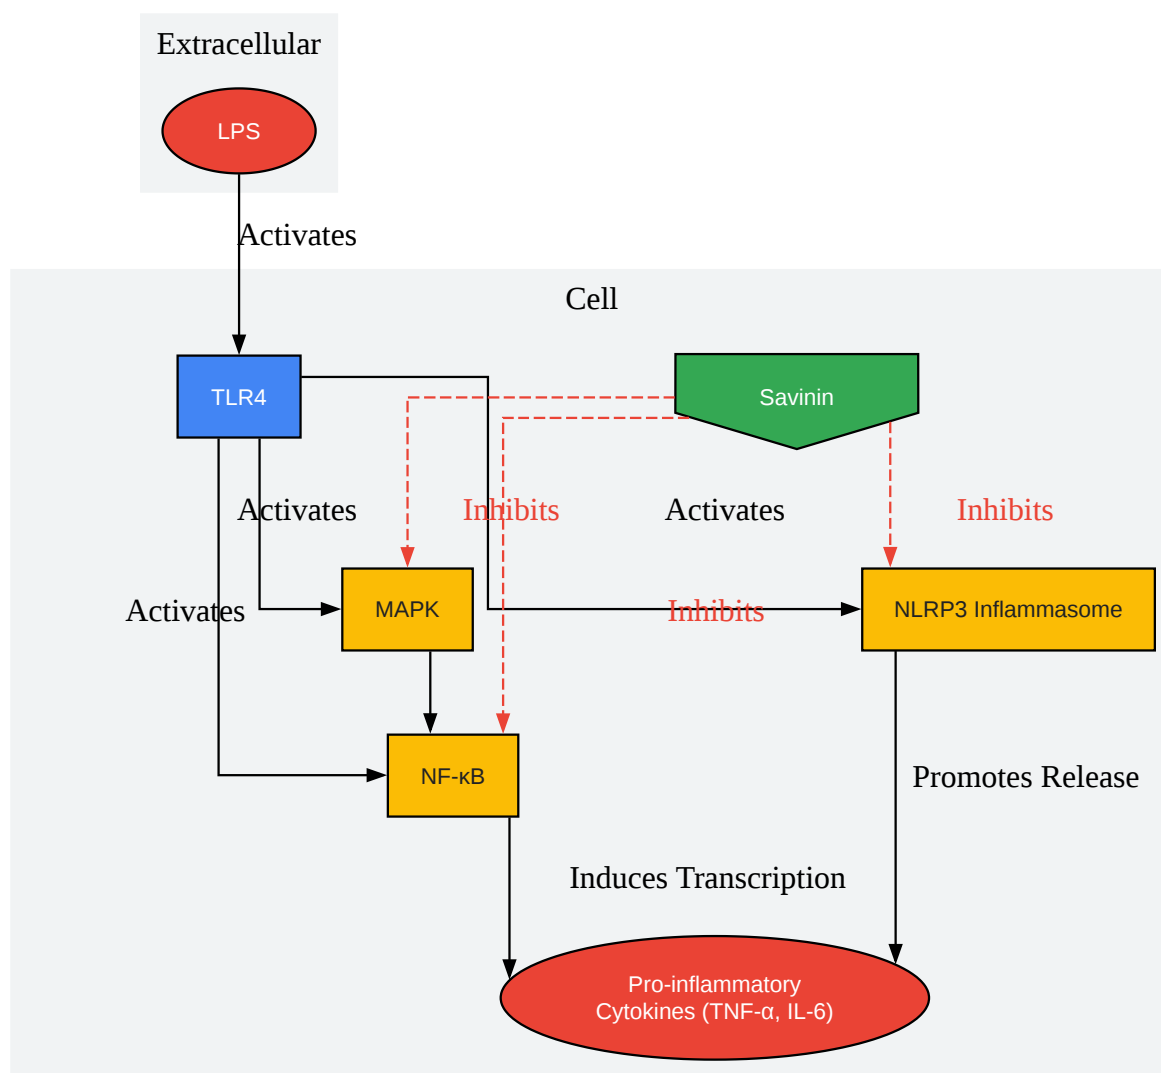 Extracellular
LPS
Activates
Cell
TLR4
Savinin
Activates
Inhibits
Activates
Inhibits
Activates
MAPK
Inhibits
NLRP3 Inflammasome
NF-κB
Promotes Release
Induces Transcription
Pro-inflammatory
Cytokines (TNF-α, IL-6)